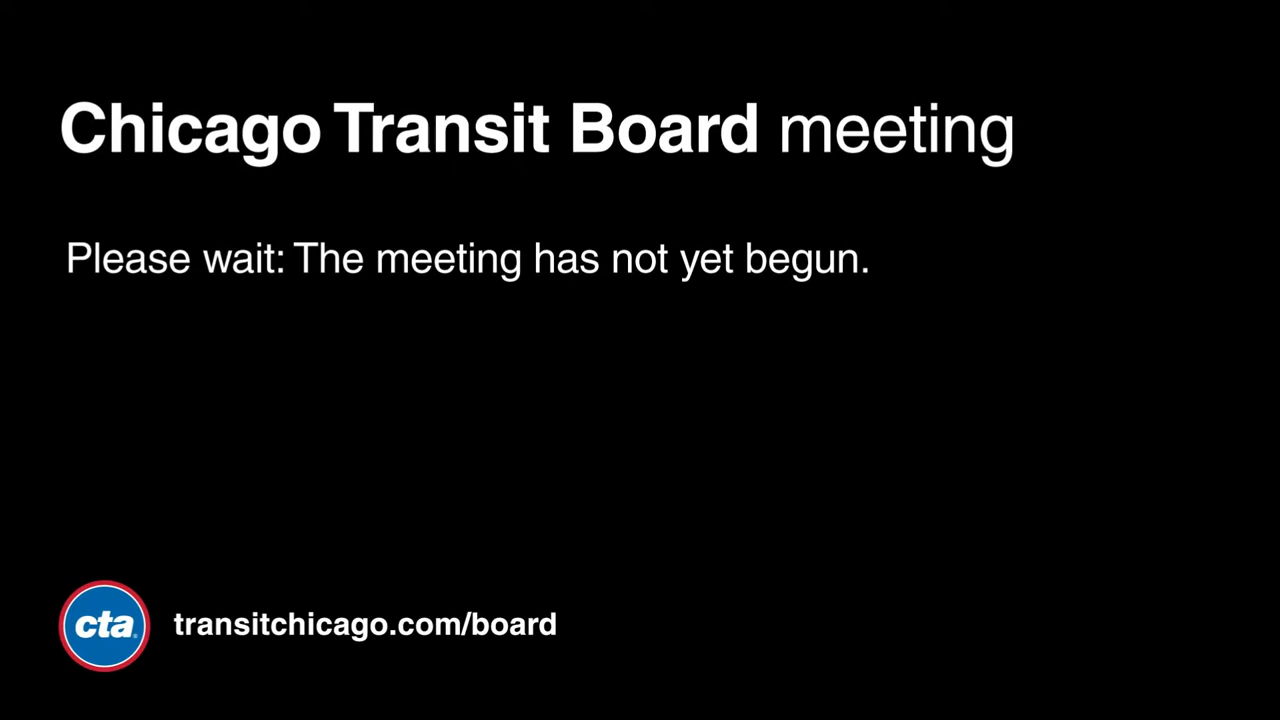 Chicago Transit Board meeting
Please wait: The meeting has not yet begun.
cta®
transitchicago.com/board